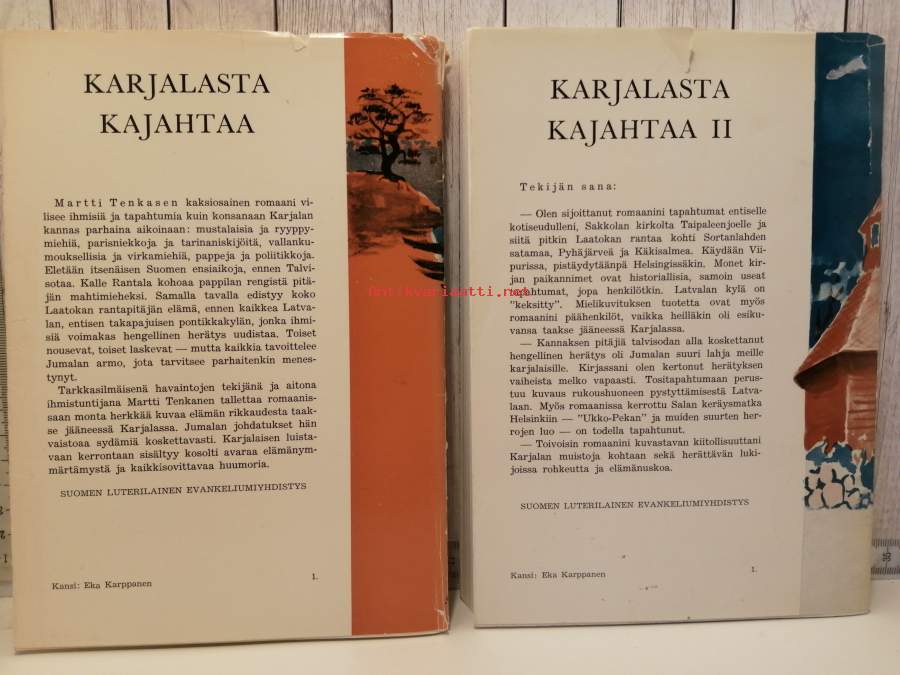 KARJALASTA
KAJAHTAA
Martti Tenkasen kaksiosainen romaani vi-
lisee ihmisiä ja tapahtumia kuin konsanaan Karjalan
kannas parhaina aikoinaan: mustalaisia ja ryyppy-
miehiä, parisniekkoja ja tarinaniskijöitä, vallanku-
mouksellisia ja virkamiehiä, pappeja ja poliitikkoja.
Eletään itsenäisen Suomen ensiaikoja, ennen Talvi-
sotaa. Kalle Rantala kohoaa pappilan rengistä pitä-
jän mahtimieheksi. Samalla tavalla edistyy koko
Laatokan rantapitäjän elämä, ennen kaikkea Latva-
lan, entisen takapajuisen pontikkakylän, jonka ihmi-
siä voimakas hengellinen herätys uudistaa. Toiset
nousevat, toiset laskevat — mutta kaikkia tavoittelee
Jumalan armo, jota tarvitsee parhaitenkin menes-
tynyt.
Tarkkasilmäisenä havaintojen tekijänä ja aitona
ihmistuntijana Martti Tenkanen tallettaa romaanis-
saan monta herkkää kuvaa elämän rikkaudesta taak-
se jääneessä Karjalassa. Jumalan johdatukset hän
vaistoaa sydämiä koskettavasti. Karjalaisen luista-
vaan kerrontaan sisältyy kosolti avaraa elämänym-
märtämystä ja kaikkisovittavaa huumoria.
SUOMEN LUTERILAINEN EVANKELIUMIYHDISTYS
Kansi: Eka Karppanen
1.
KARJALASTA
KAJAHTAA II
Tekijän sana:
— Olen sijoittanut romaanini tapahtumat entiselle
kotiseudulleni, Sakkolan kirkolta Taipaleenjoelle ja
siitä pitkin Laatokan rantaa kohti Sortanlahden
satamaa, Pyhäjärveä ja Käkisalmea. Käydään Vii-
purissa, pistäydytäänpä Helsingissäkin. Monet kir-
jan paikannimet ovat historiallisia, samoin useat
tapahtumat, jopa henkilötkin. Latvalan kylä on
"keksitty". Mielikuvituksen tuotetta ovat myös
romaanini päähenkilöt, vaikka heilläkin oli esiku-
vansa taakse jääneessä Karjalassa.
— Kannaksen pitäjiä talvisodan alla koskettanut
hengellinen herätys oli Jumalan suuri lahja meille
karjalaisille. Kirjassani olen kertonut herätyksen
vaiheista melko vapaasti. Tositapahtumaan perus-
tuu kuvaus rukoushuoneen pystyttämisestä Latva-
laan. Myös romaanissa kerrottu Salan keräysmatka
Helsinkiin — "Ukko-Pekan" ja muiden suurten her-
rojen luo — on todella tapahtunut.
— Toivoisin romaanini kuvastavan kiitollisuuttani
Karjalan muistoja kohtaan sekä herättävän luki-
joissa rohkeutta ja elämänuskoa.
SUOMEN LUTERILAINEN EVANKELIUMIYHDISTYS
Kansi: Eka Karppanen
1.
antikvariaatti.net